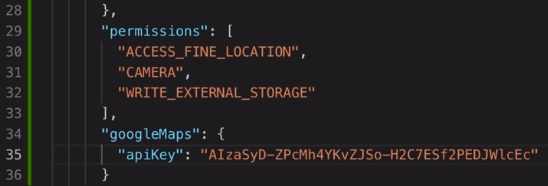 28 },
29 "permissions": [
30 "ACCESS_FINE_LOCATION",
31 "CAMERA",
32 "WRITE_EXTERNAL_STORAGE"
33 ],
34 "googleMaps": {
35 "apiKey": "AIzaSyD-ZPcMh4YKvZJSo-H2C7ESf2PEDJWlcEc"
36 }